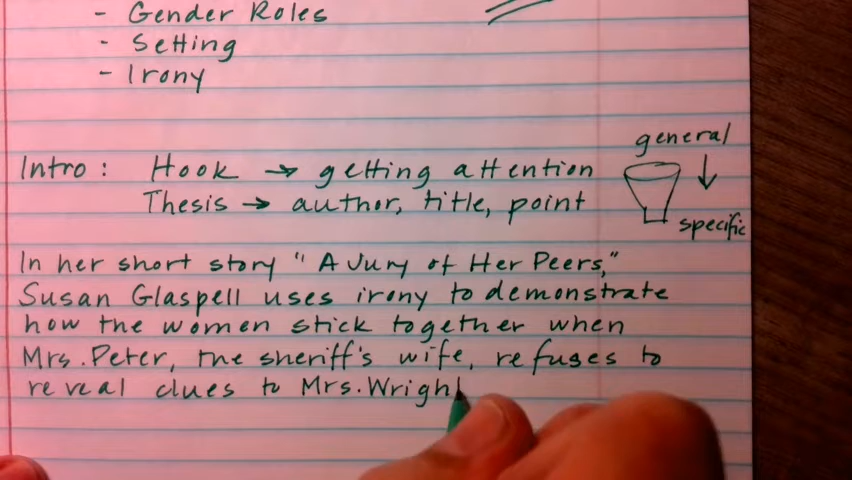 - Gender Roles
- Setting
- Irony
general
Intro: Hook → getting attention
Thesis → author, title, point
specific
In her short story "A Jury of Her Peers,"
Susan Glaspell uses irony to demonstrate
how the women stick together when
Mrs. Peter, the sheriff's wife, refuses to
reveal clues to Mrs. Wrigh